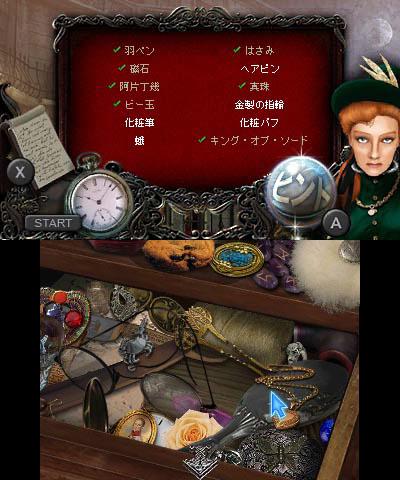 ✓ 羽ペン ✓ はさみ
✓ 磁石 ヘアピン
✓ 阿片丁幾 ✓ 真珠
✓ ビー玉 金製の指輪
化粧筆 化粧パフ
蛾 ✓ キング・オブ・ソード
X
ヒント
START
A